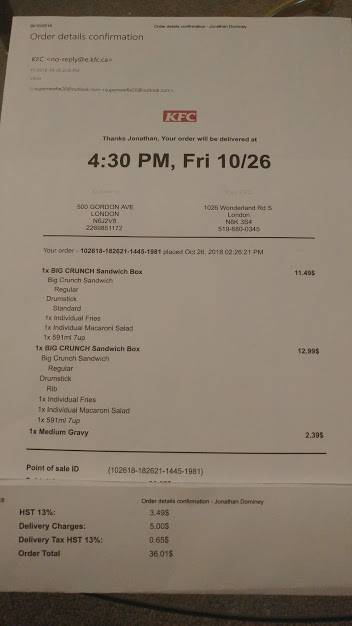 Order details confirmation - Jonathan Dominey
Order details confirmation
KFC <no-reply@e.kfc.ca>
KFC
Thanks Jonathan, Your order will be delivered at
4:30 PM, Fri 10/26
500 GORDON AVE
LONDON
N6J2V8
2269851172
1026 Wonderland Rd S
London
N6K 3S4
519-680-0345
Your order - 102618-182621-1445-1981 placed Oct 26, 2018 02:26:21 PM
1x BIG CRUNCH Sandwich Box 11.49$
Big Crunch Sandwich
Regular
Drumstick
Standard
1x Individual Fries
1x Individual Macaroni Salad
1x 591ml 7up
1x BIG CRUNCH Sandwich Box 12.99$
Big Crunch Sandwich
Regular
Drumstick
Rib
1x Individual Fries
1x Individual Macaroni Salad
1x 591ml 7up
1x Medium Gravy 2.39$
Point of sale ID (102618-182621-1445-1981)
Order details confirmation - Jonathan Dominey
HST 13%: 3.49$
Delivery Charges: 5.00$
Delivery Tax HST 13%: 0.65$
Order Total 36.01$